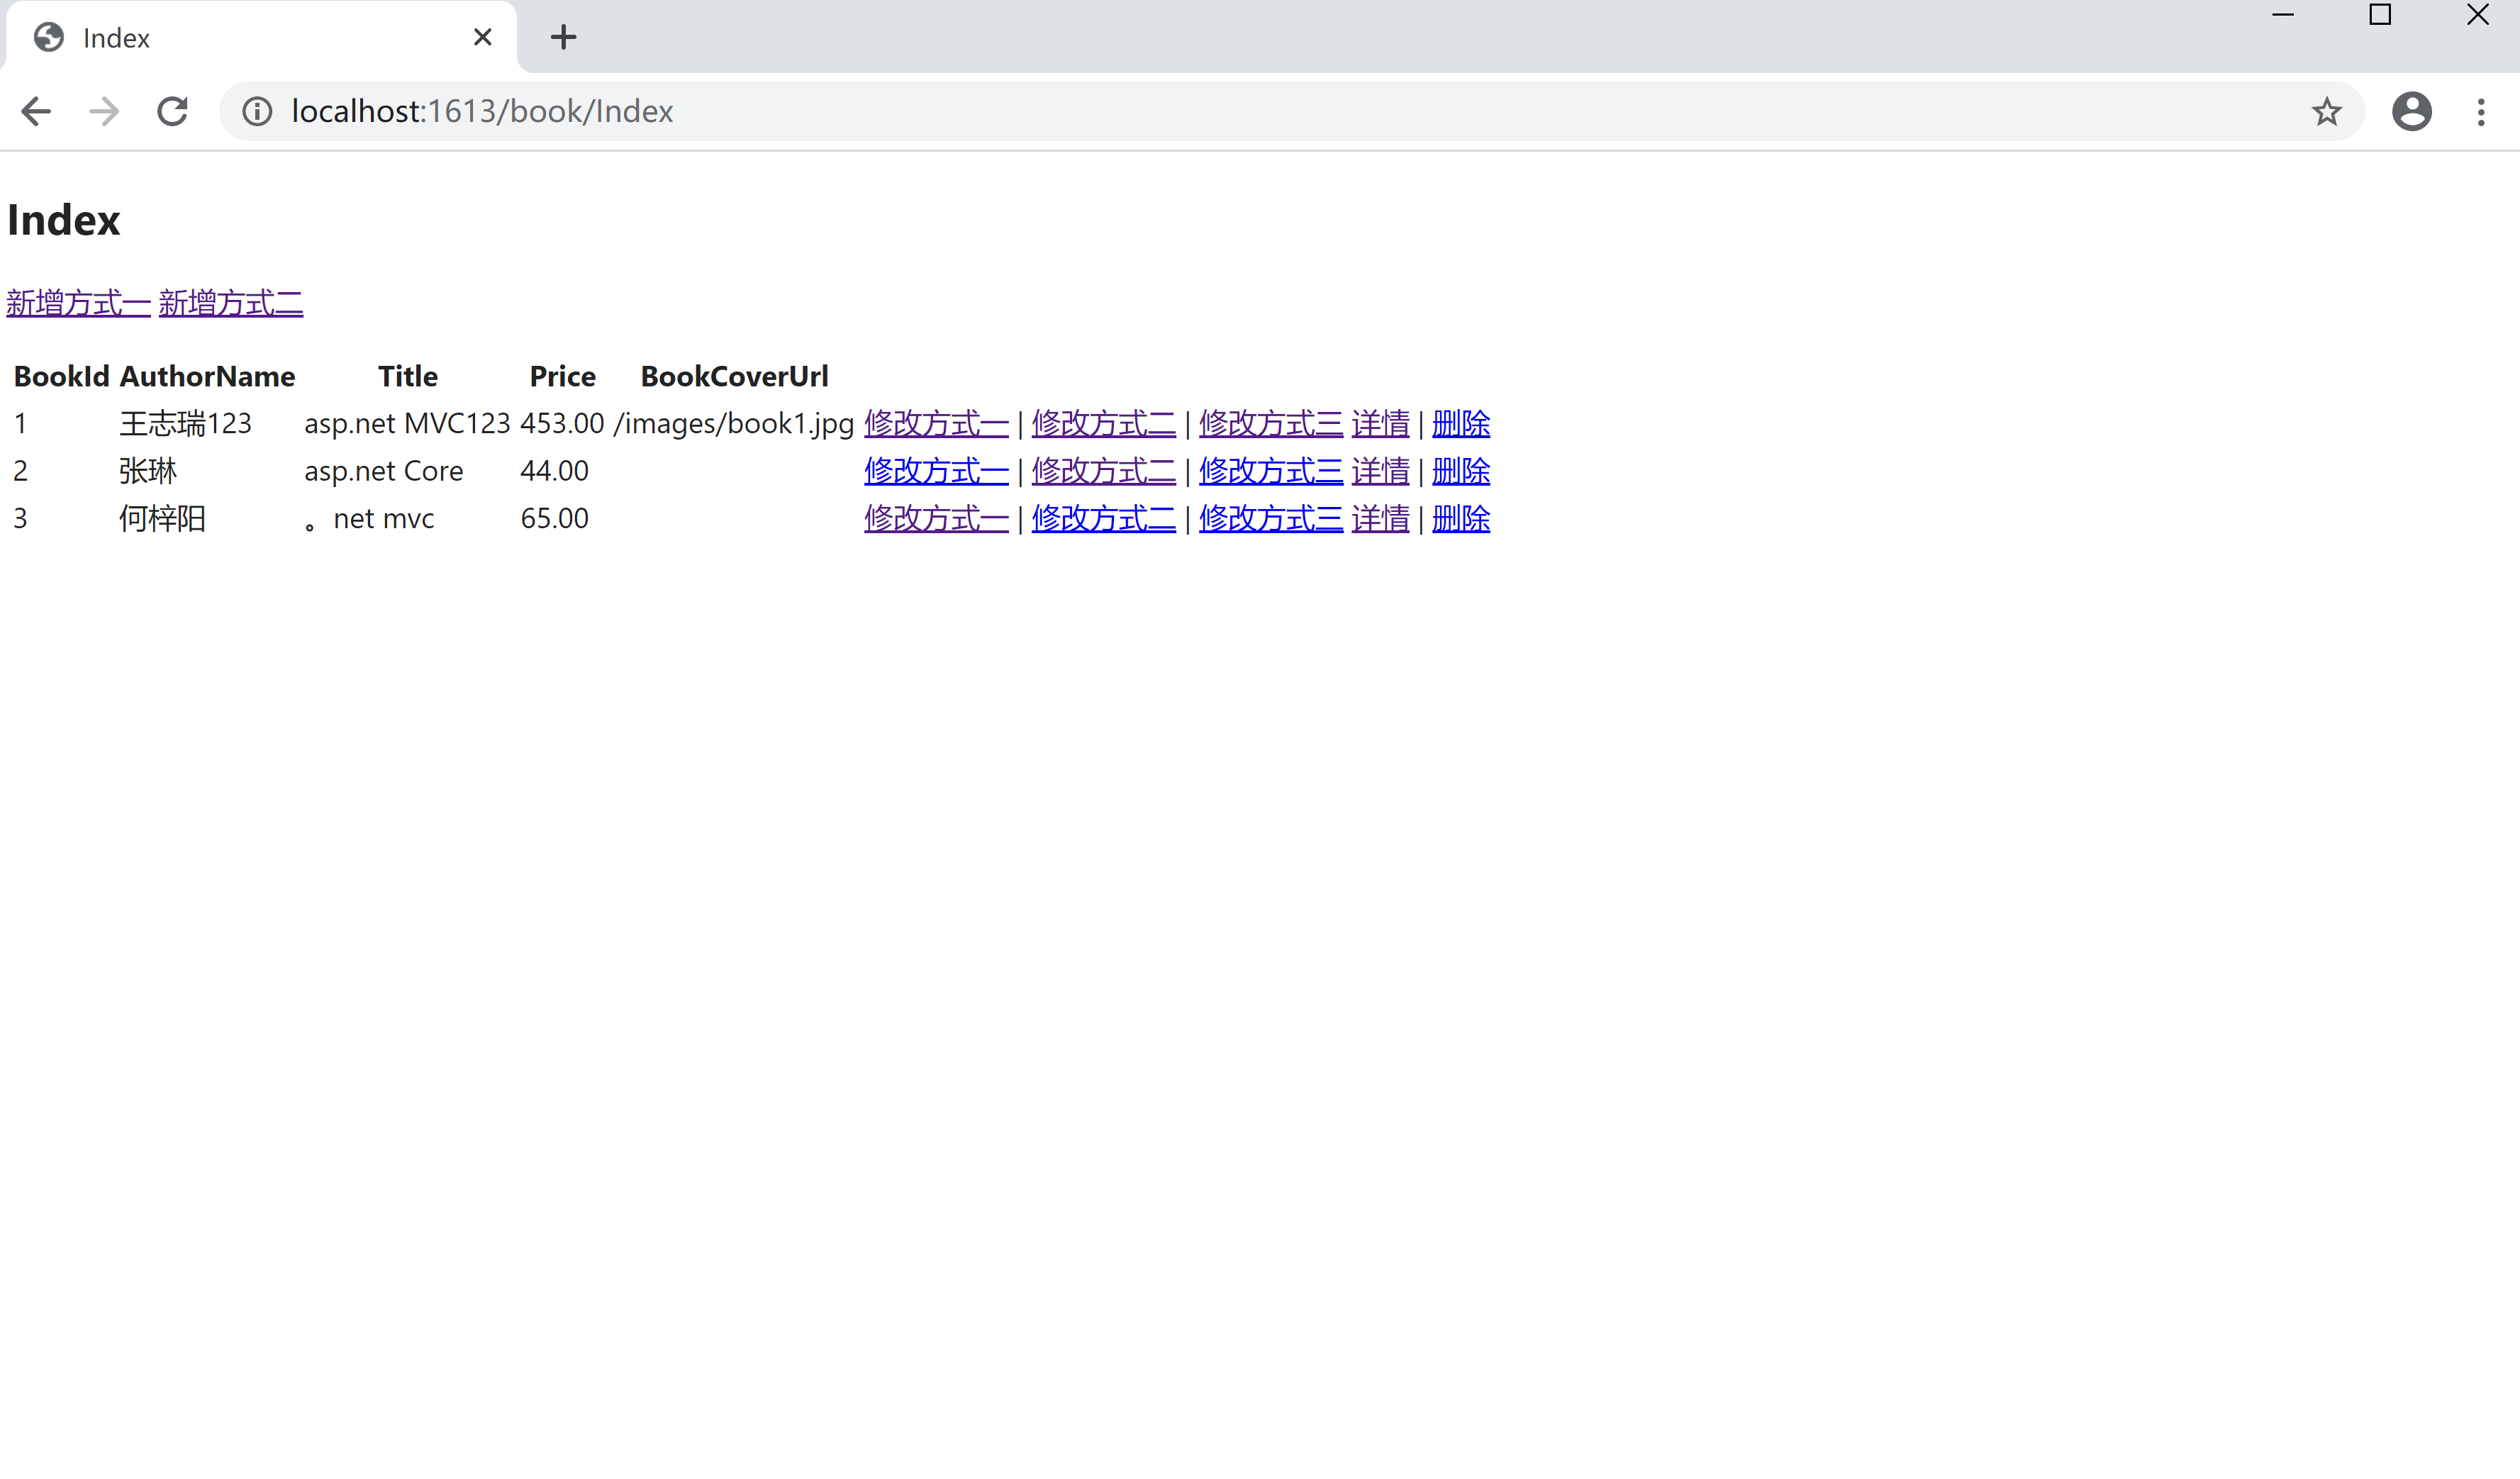 Index
localhost:1613/book/Index
Index
新增方式一 新增方式二
BookId AuthorName Title Price BookCoverUrl
1 王志瑞123 asp.net MVC123 453.00 /images/book1.jpg 修改方式一 | 修改方式二 | 修改方式三 详情 | 删除
2 张琳 asp.net Core 44.00 修改方式一 | 修改方式二 | 修改方式三 详情 | 删除
3 何梓阳 。net mvc 65.00 修改方式一 | 修改方式二 | 修改方式三 详情 | 删除